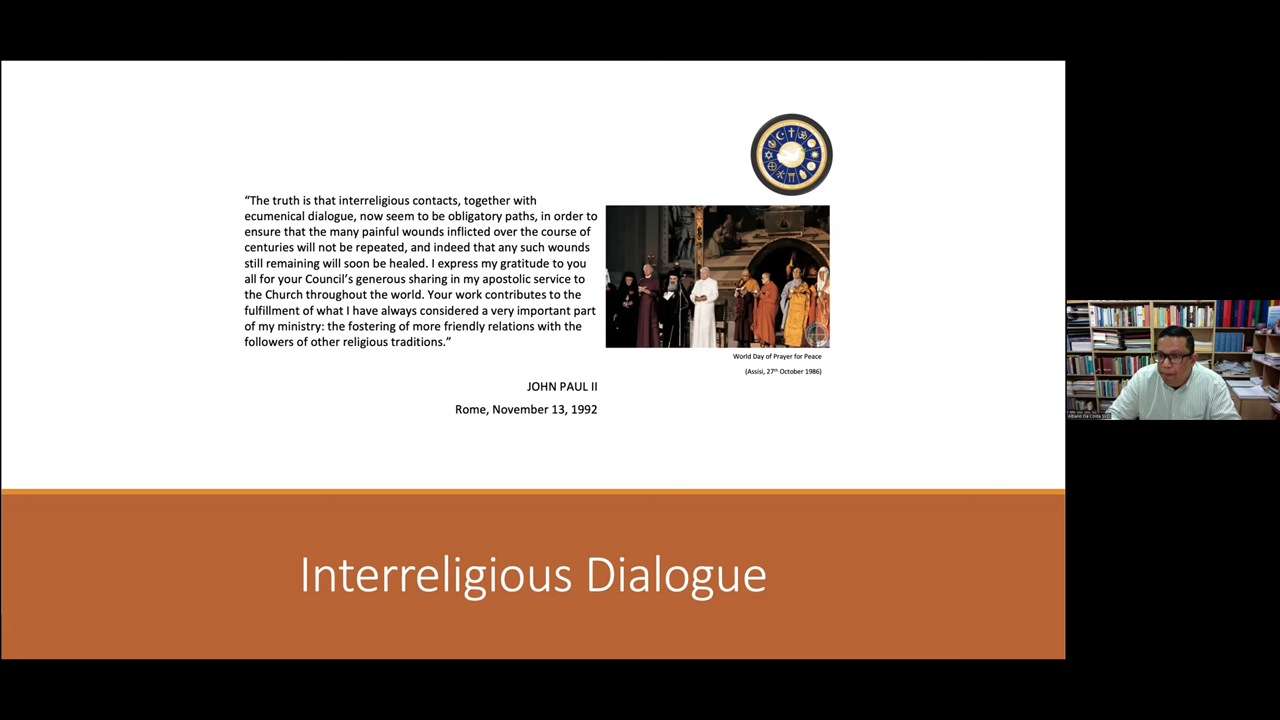 “The truth is that interreligious contacts, together with
ecumenical dialogue, now seem to be obligatory paths, in order to
ensure that the many painful wounds inflicted over the course of
centuries will not be repeated, and indeed that any such wounds
still remaining will soon be healed. I express my gratitude to you
all for your Council’s generous sharing in my apostolic service to
the Church throughout the world. Your work contributes to the
fulfillment of what I have always considered a very important part
of my ministry: the fostering of more friendly relations with the
followers of other religious traditions.”
JOHN PAUL II
Rome, November 13, 1992
World Day of Prayer for Peace
(Assisi, 27th October 1986)
Interreligious Dialogue
Albano Da Costa SVD